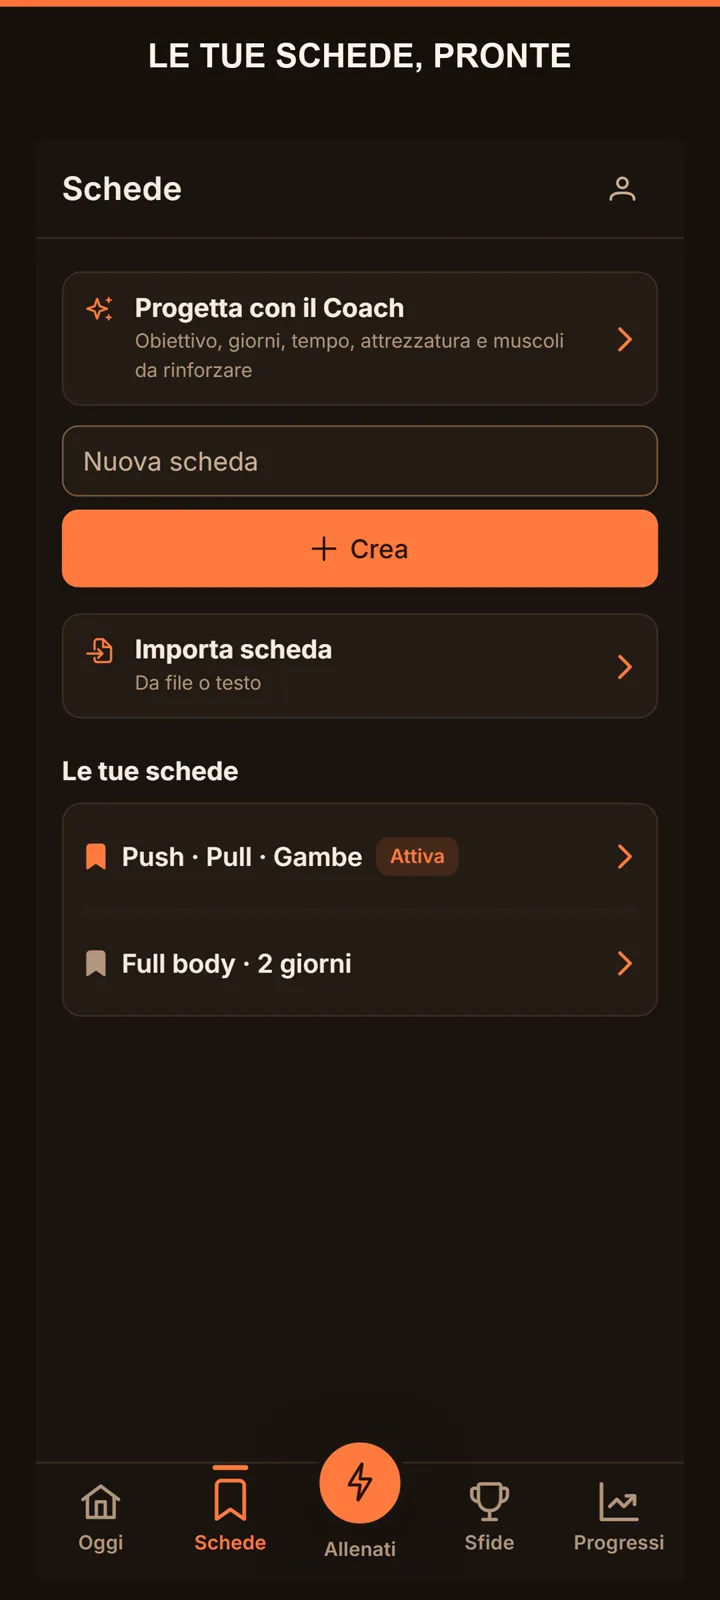 LE TUE SCHEDE, PRONTE
Schede
Progetta con il Coach
Obiettivo, giorni, tempo, attrezzatura e muscoli
da rinforzare
Nuova scheda
Crea
Importa scheda
Da file o testo
Le tue schede
Push · Pull · Gambe Attiva
Full body · 2 giorni
Oggi Schede Allenati Sfide Progressi